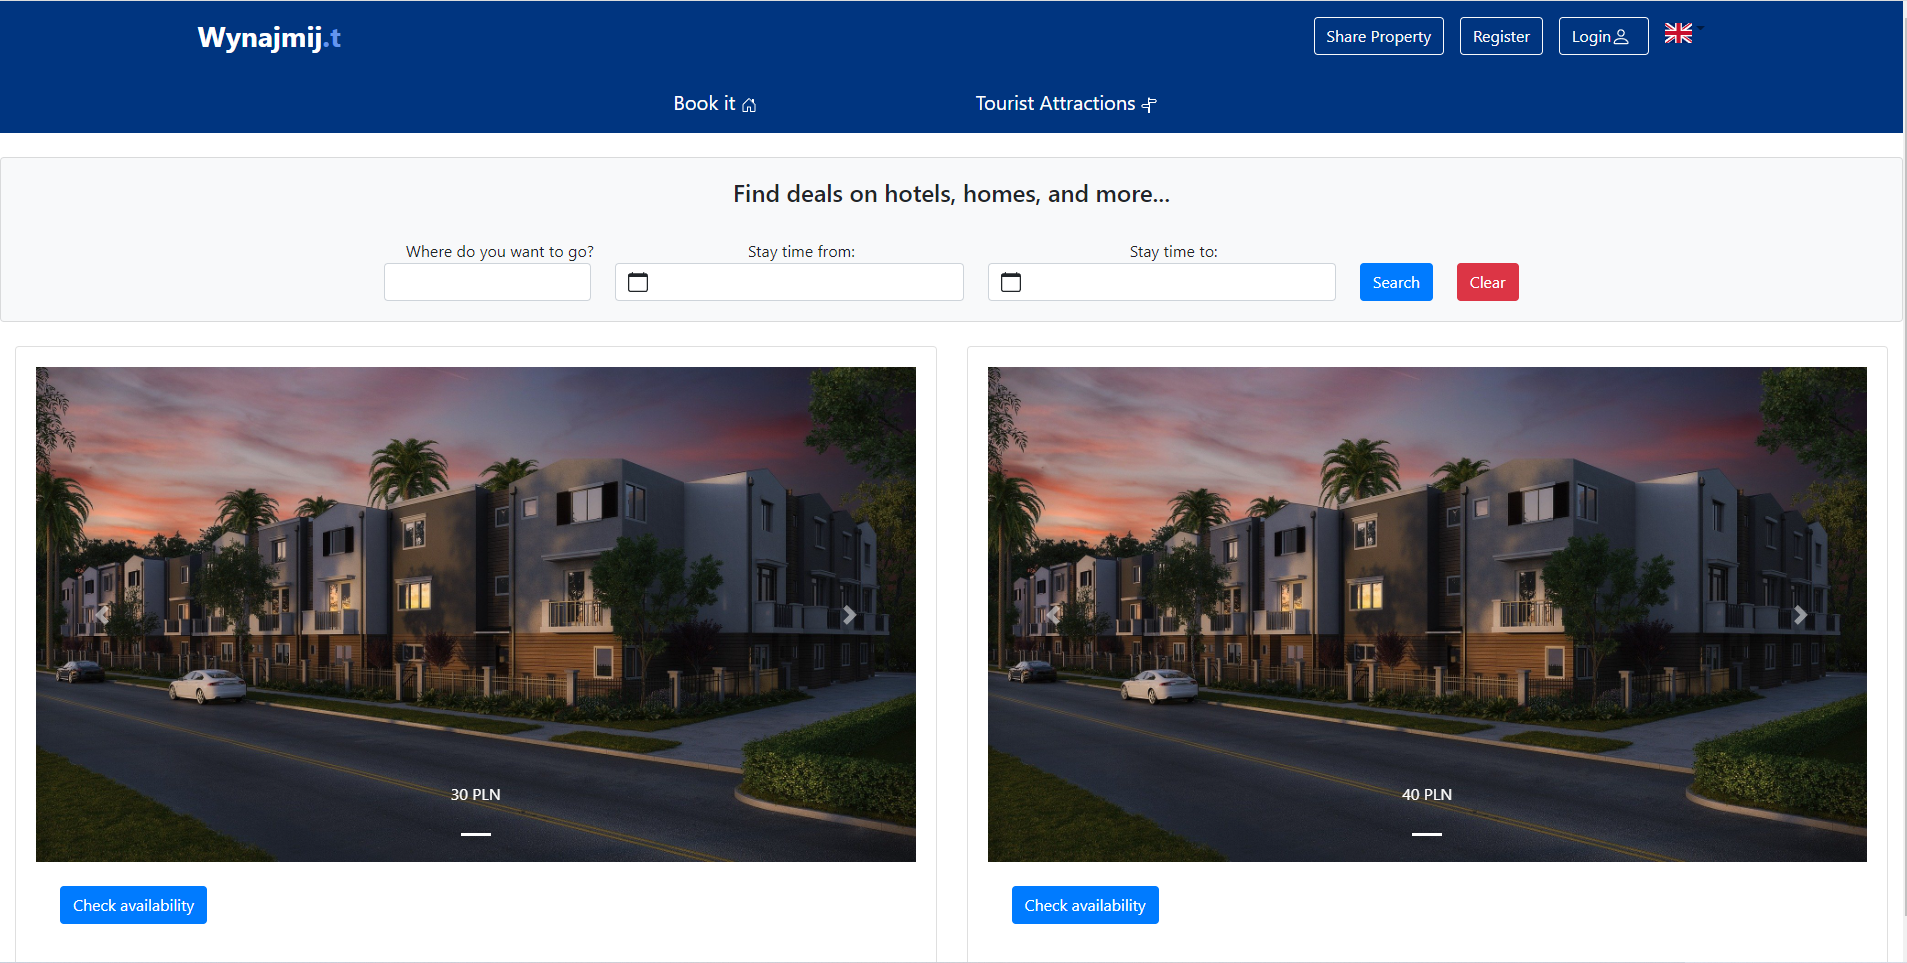 Wynajmij.t
Share Property
Register
Login
Book it
Tourist Attractions
Find deals on hotels, homes, and more...
Where do you want to go?
Stay time from:
Stay time to:
Search
Clear
30 PLN
40 PLN
Check availability
Check availability